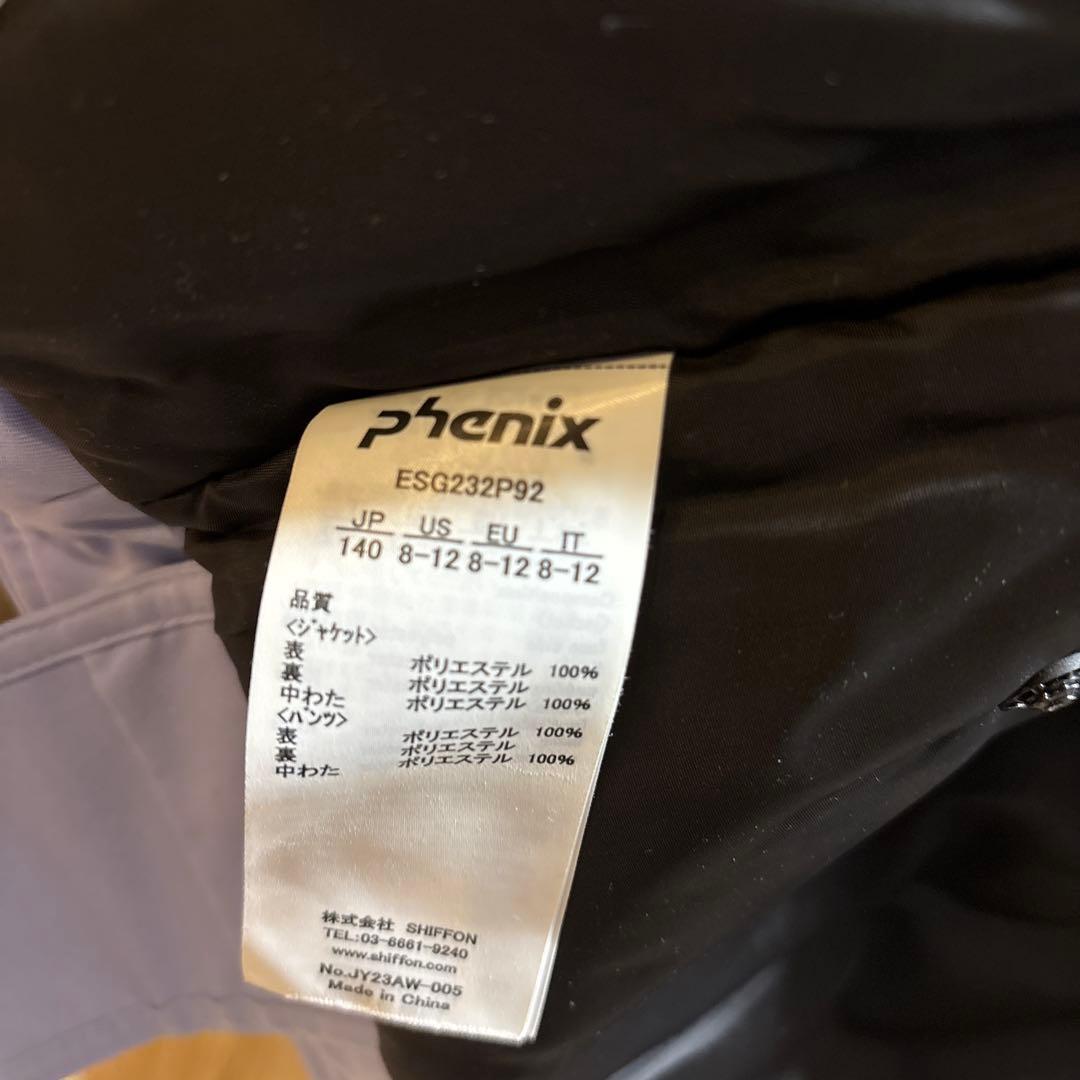 phenix
ESG232P92
JP US EU IT
140 8-12 8-12 8-12
品質
<ジャケット>
表 ポリエステル 100%
裏 ポリエステル
中わた ポリエステル 100%
<パンツ>
表 ポリエステル 100%
裏 ポリエステル
中わた ポリエステル 100%
株式会社 SHIFFON
TEL:03-6661-9240
www.shiffon.com
No.JY23AW-005
Made in China